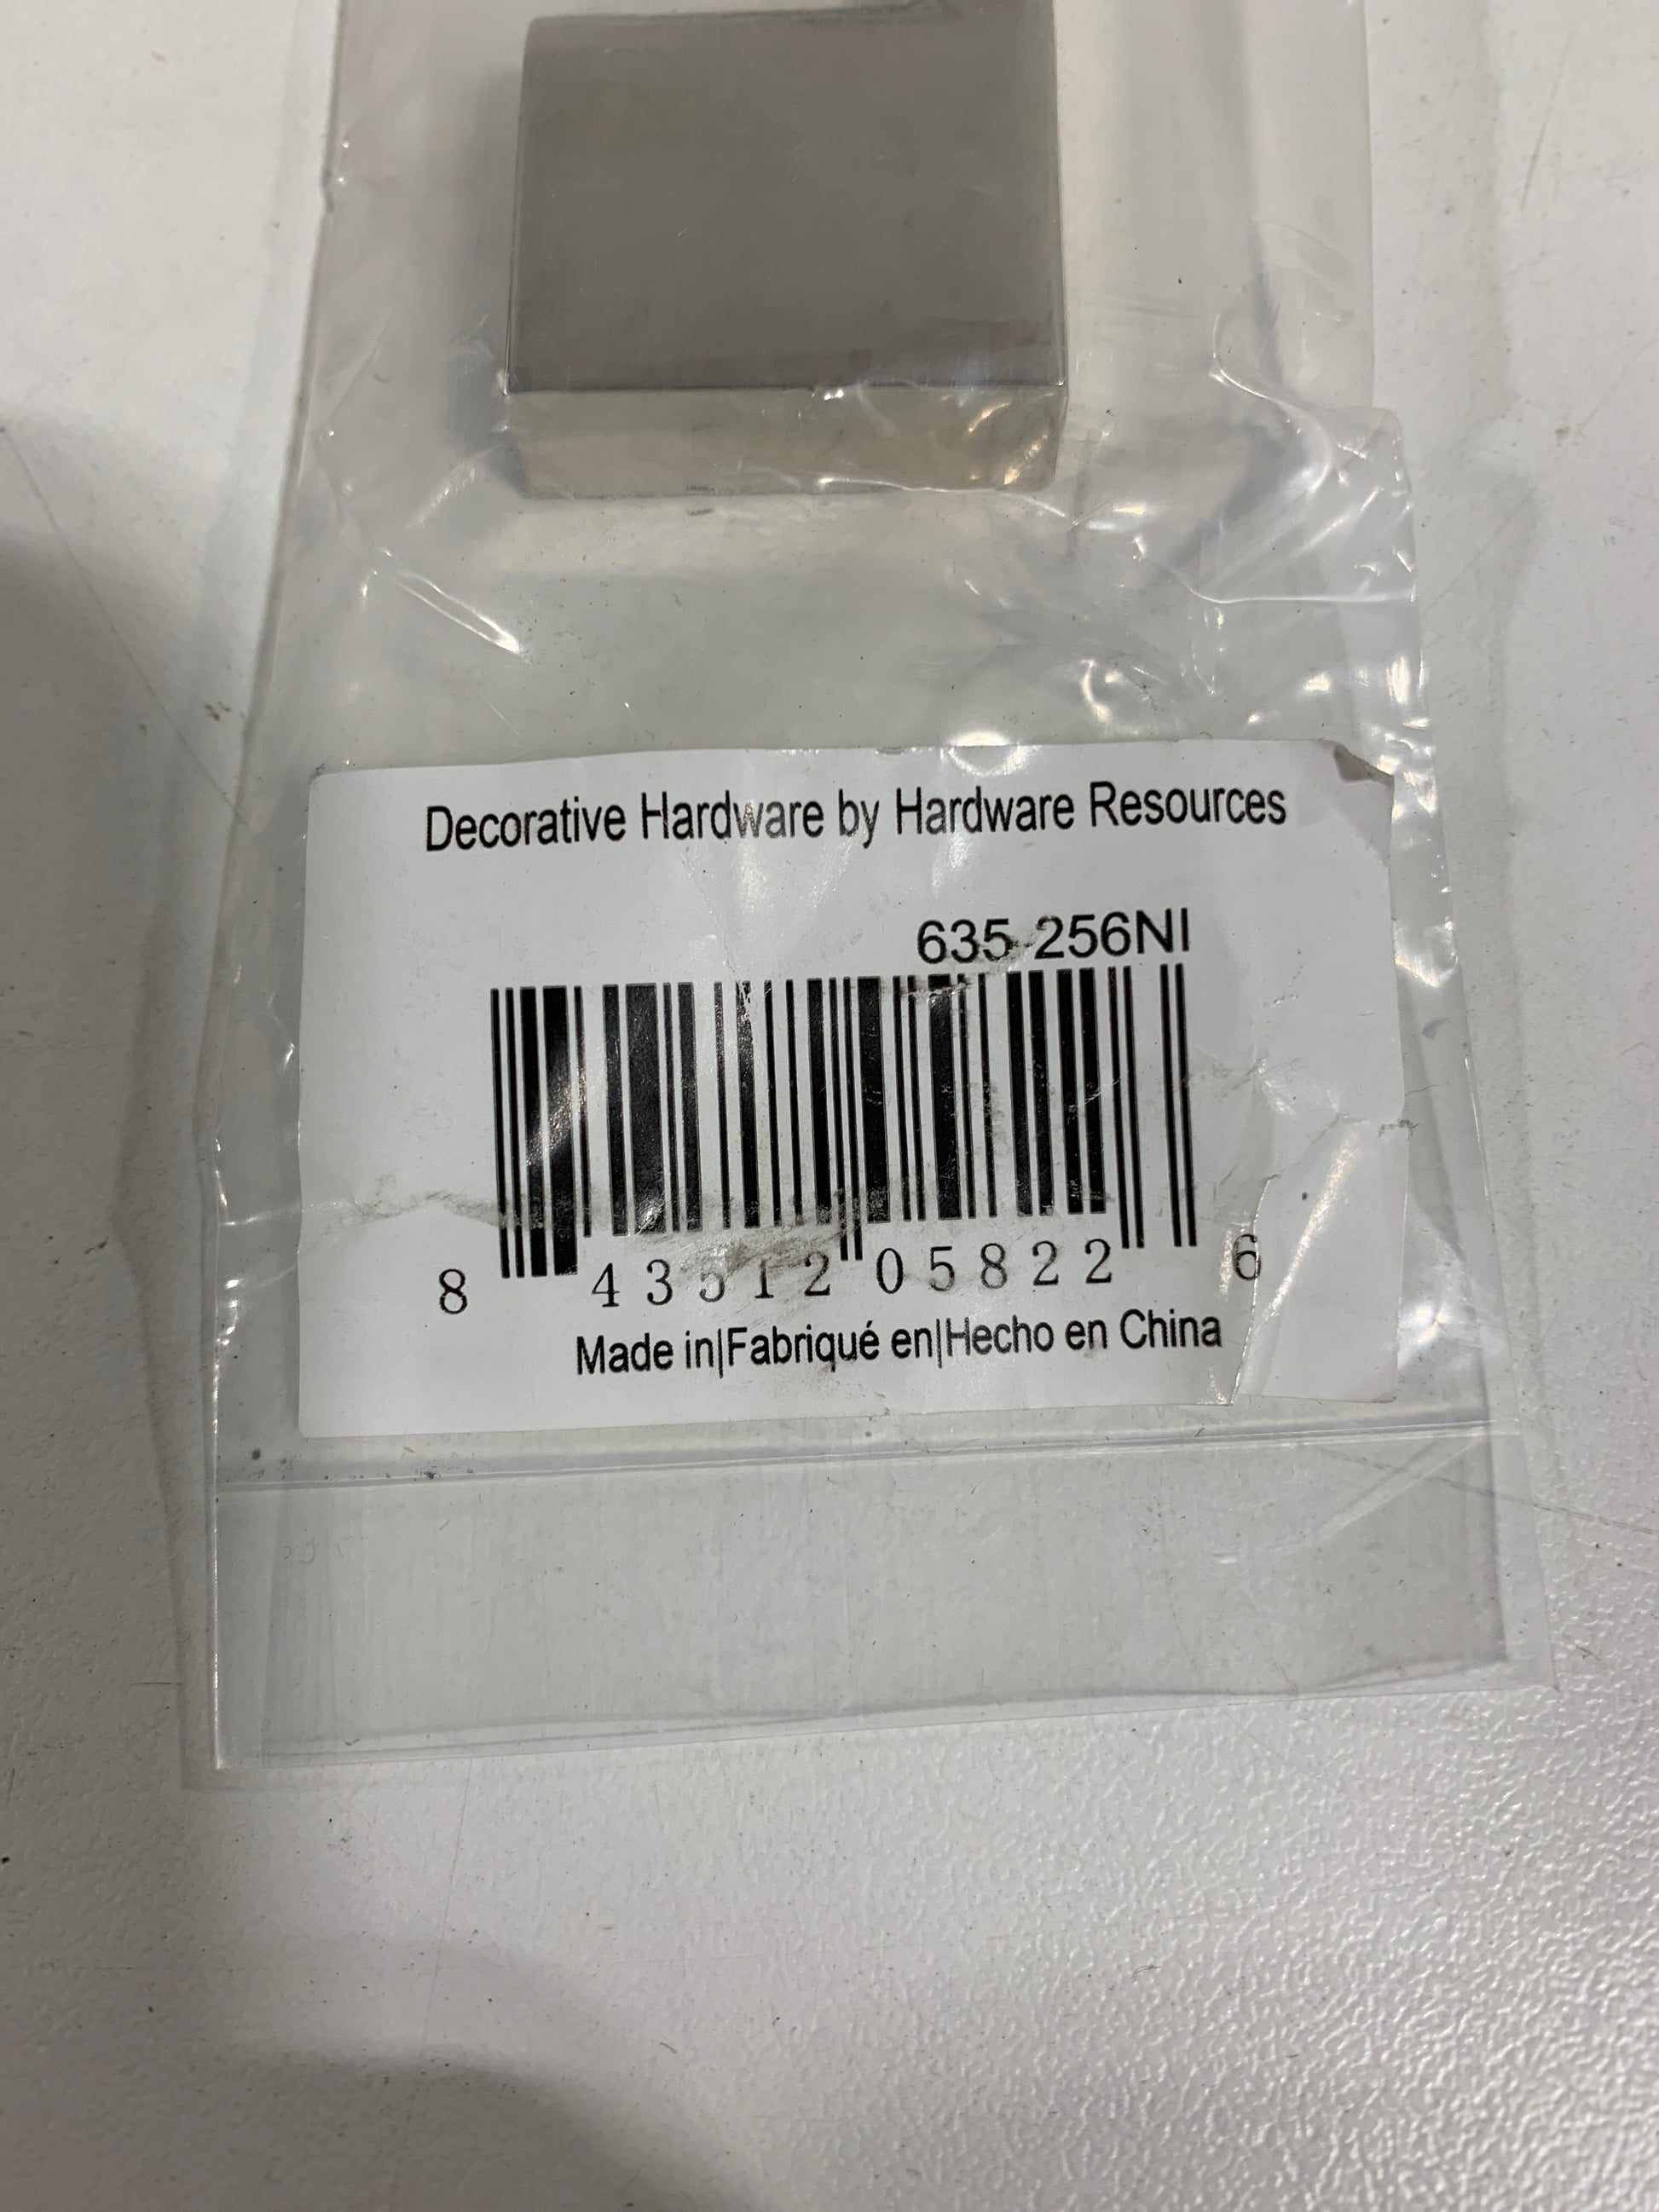 Decorative Hardware by Hardware Resources
635-256NI
8 43512 05822 6
Made in|Fabriqué en|Hecho en China